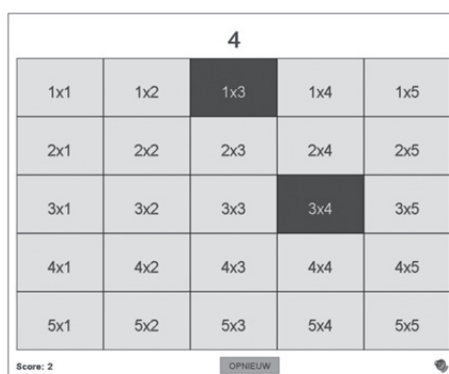 4
1x1 1x2 1x3 1x4 1x5
2x1 2x2 2x3 2x4 2x5
3x1 3x2 3x3 3x4 3x5
4x1 4x2 4x3 4x4 4x5
5x1 5x2 5x3 5x4 5x5
Score: 2 OPNIEUW